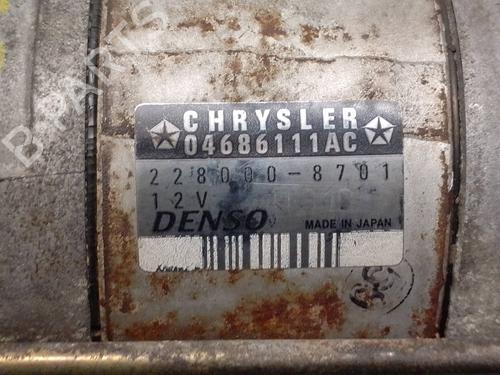 CHRYSLER
04686111AC
228000-8701
12V
DENSO MADE IN JAPAN
B-PARTS